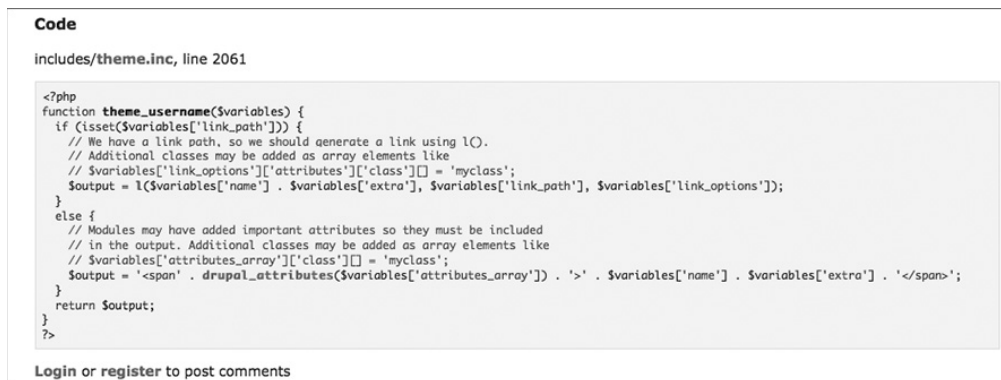 Code
includes/theme.inc, line 2061
<?php
function theme_username($variables) {
  if (isset($variables['link_path'])) {
    // We have a link path, so we should generate a link using l().
    // Additional classes may be added as array elements like
    // $variables['link_options']['attributes']['class'][] = 'myclass';
    $output = l($variables['name'] . $variables['extra'], $variables['link_path'], $variables['link_options']);
  }
  else {
    // Modules may have added important attributes so they must be included
    // in the output. Additional classes may be added as array elements like
    // $variables['attributes_array']['class'][] = 'myclass';
    $output = '<span' . drupal_attributes($variables['attributes_array']) . '>' . $variables['name'] . $variables['extra'] . '</span>';
  }
  return $output;
}
?>
Login or register to post comments